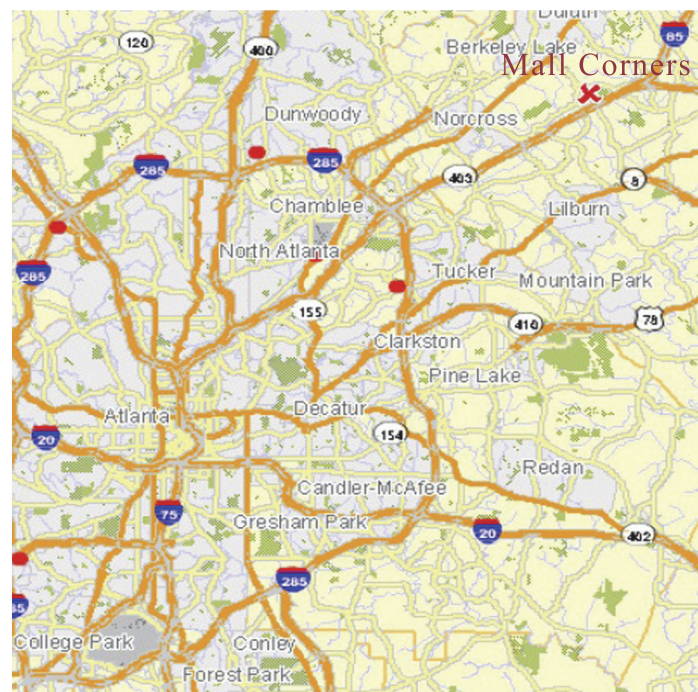 Duluth
120
400
85
Berkeley Lake
Mall Corners
Dunwoody
Norcross
285
285
403
8
Chamblee
Lilburn
North Atlanta
285
Tucker
Mountain Park
155
410
78
Clarkston
Pine Lake
Atlanta
Decatur
20
154
Redan
Candler-McAfee
75
Gresham Park
20
402
285
85
College Park
Conley
Forest Park